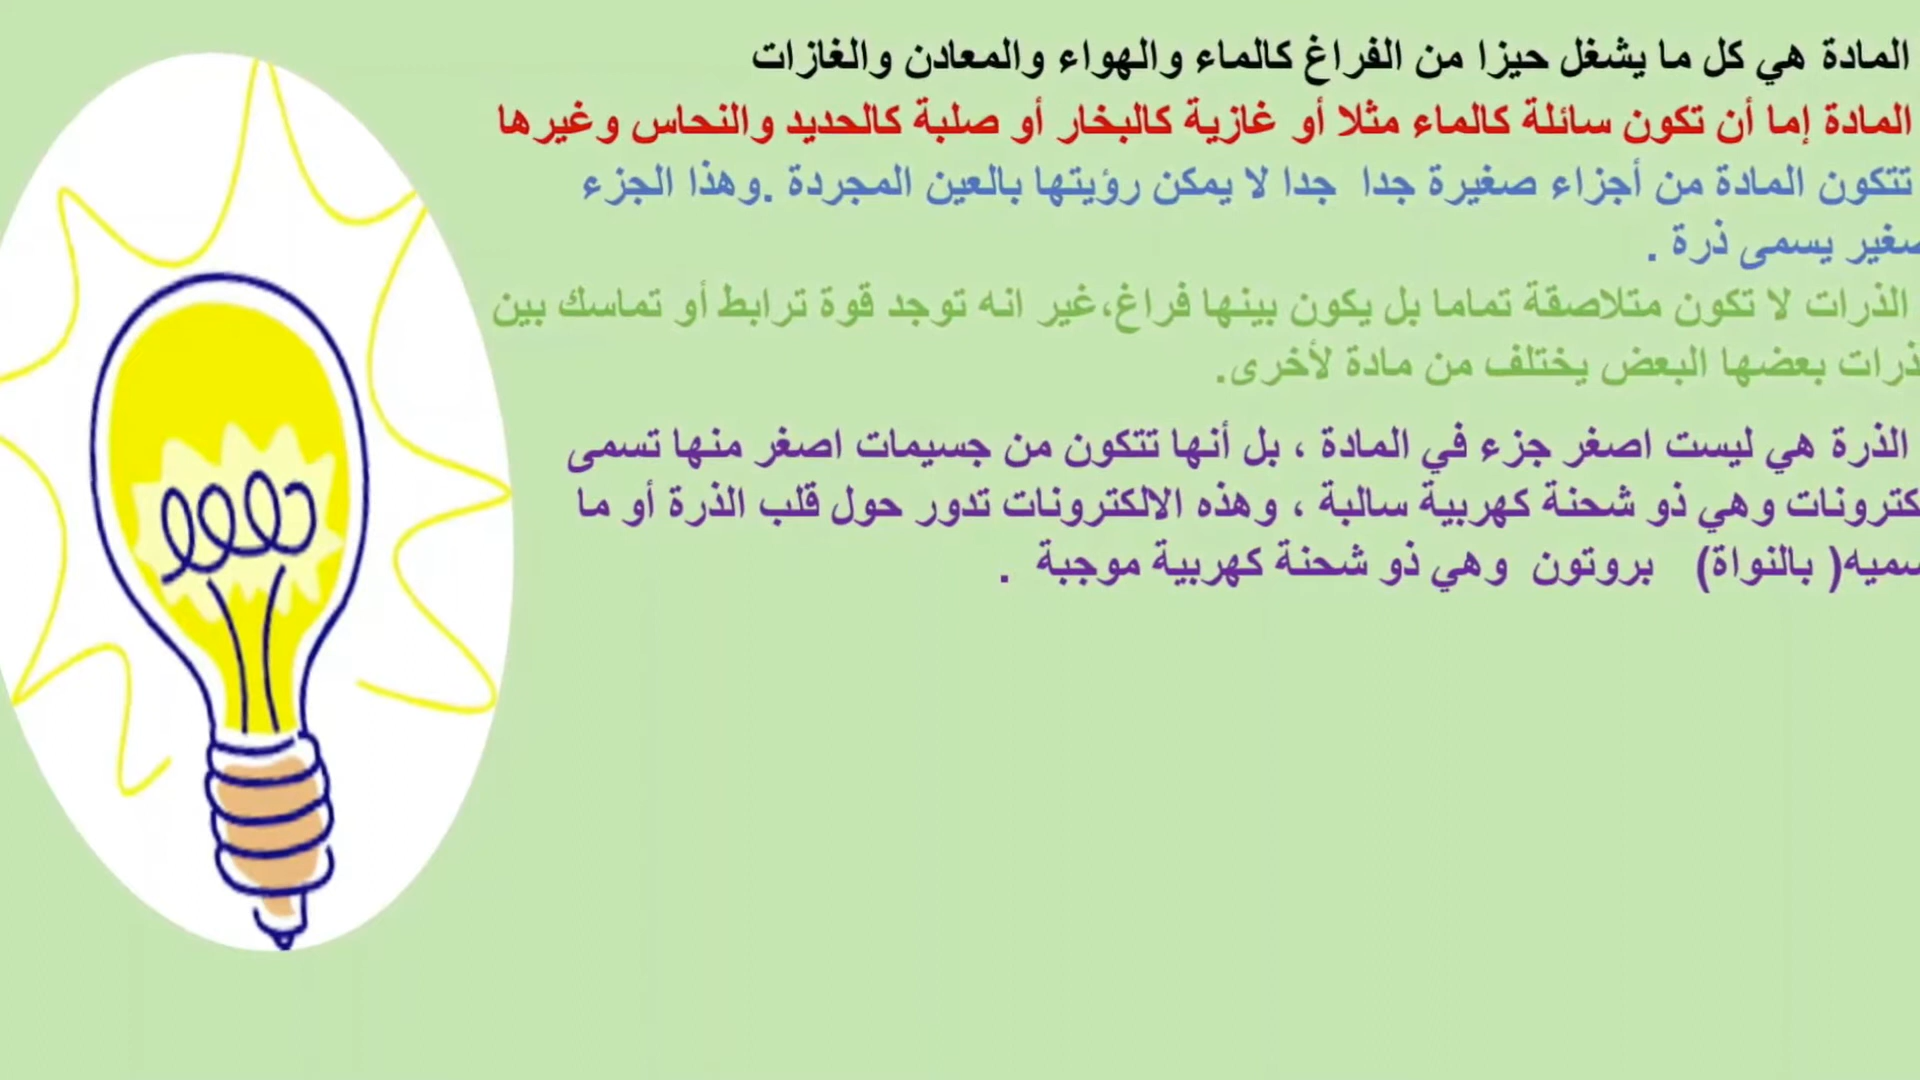 المادة هي كل ما يشغل حيزا من الفراغ كالماء والهواء والمعادن والغازات
المادة إما أن تكون سائلة كالماء مثلا أو غازية كالبخار أو صلبة كالحديد والنحاس وغيرها
تتكون المادة من أجزاء صغيرة جدا جدا لا يمكن رؤيتها بالعين المجردة .وهذا الجزء
صغير يسمى ذرة .
الذرات لا تكون متلاصقة تماما بل يكون بينها فراغ،غير انه توجد قوة ترابط أو تماسك بين
ذرات بعضها البعض يختلف من مادة لأخرى.
الذرة هي ليست اصغر جزء في المادة ، بل أنها تتكون من جسيمات اصغر منها تسمى
كترونات وهي ذو شحنة كهربية سالبة ، وهذه الالكترونات تدور حول قلب الذرة أو ما
سميه( بالنواة) بروتون وهي ذو شحنة كهربية موجبة .